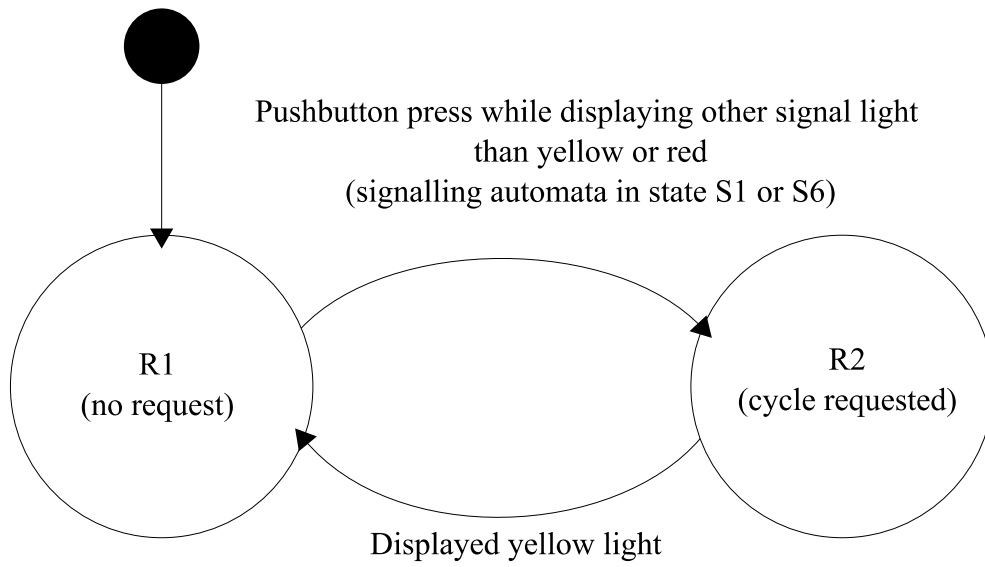 Pushbutton press while displaying other signal light
than yellow or red
(signalling automata in state S1 or S6)
R1
(no request)
R2
(cycle requested)
Displayed yellow light